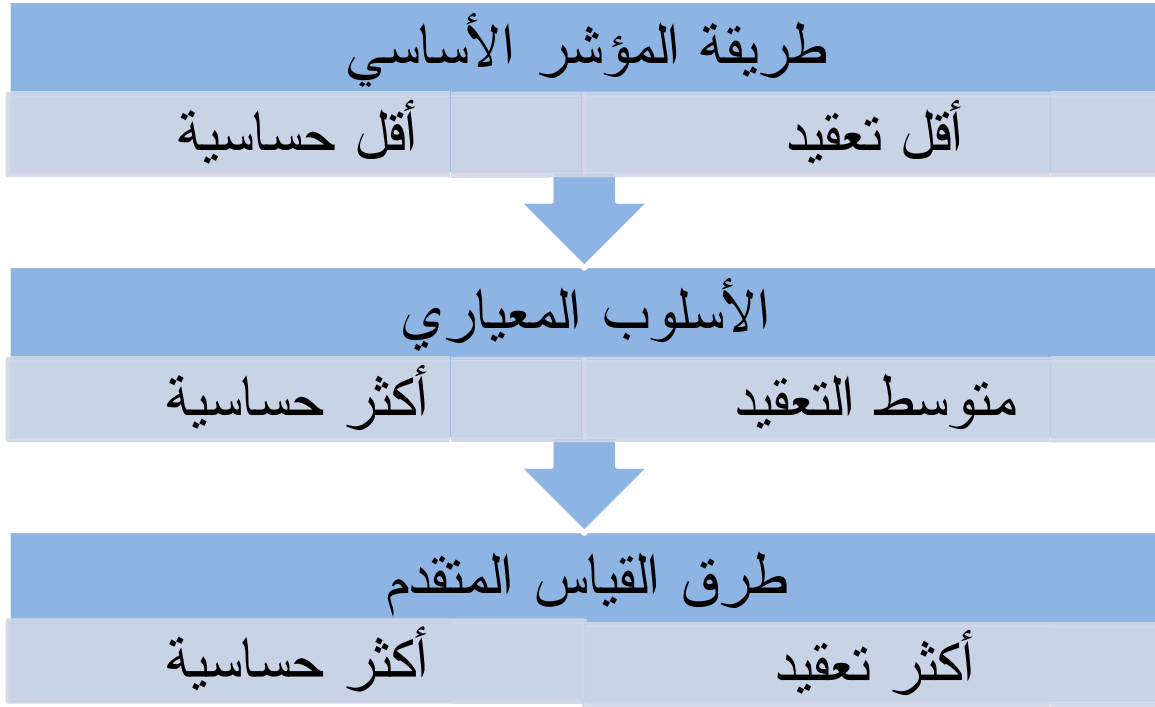 طريقة المؤشر الأساسي
أقل تعقيد
أقل حساسية
الأسلوب المعياري
متوسط التعقيد
أكثر حساسية
طرق القياس المتقدم
أكثر تعقيد
أكثر حساسية